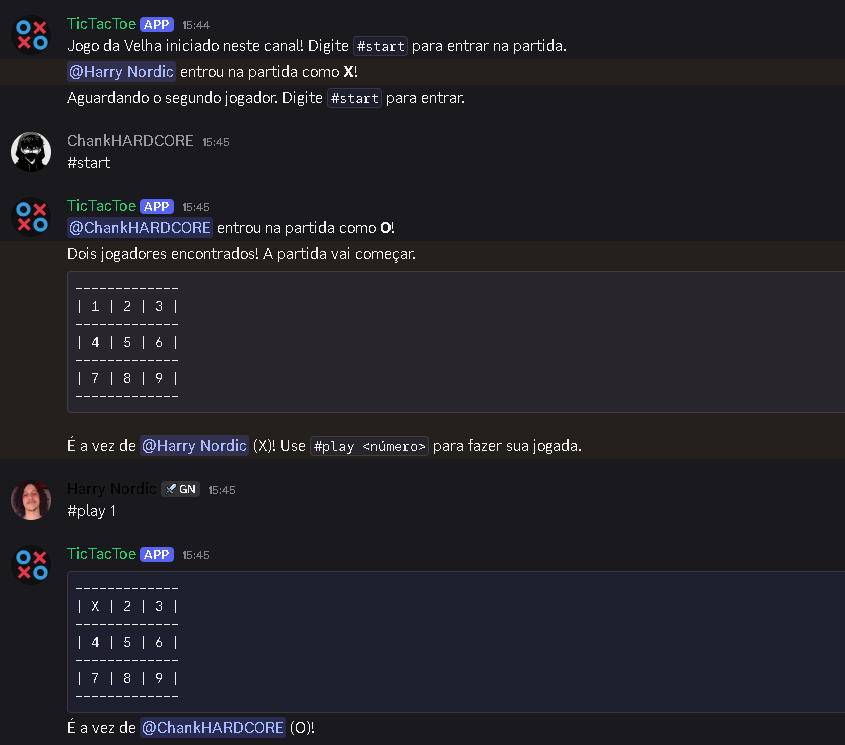 TicTacToe APP 15:44
Jogo da Velha iniciado neste canal! Digite #start para entrar na partida.
@Harry Nordic entrou na partida como X!
Aguardando o segundo jogador. Digite #start para entrar.
ChankHARDCORE 15:45
#start
TicTacToe APP 15:45
@ChankHARDCORE entrou na partida como O!
Dois jogadores encontrados! A partida vai começar.
-------------
| 1 | 2 | 3 |
-------------
| 4 | 5 | 6 |
-------------
| 7 | 8 | 9 |
-------------
É a vez de @Harry Nordic (X)! Use #play <número> para fazer sua jogada.
Harry Nordic GN 15:45
#play 1
TicTacToe APP 15:45
-------------
| X | 2 | 3 |
-------------
| 4 | 5 | 6 |
-------------
| 7 | 8 | 9 |
-------------
É a vez de @ChankHARDCORE (O)!